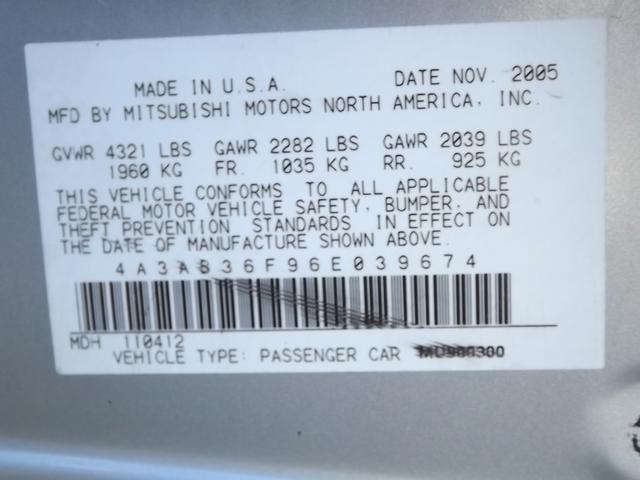 MADE IN U.S.A. DATE NOV. 2005
MFD BY MITSUBISHI MOTORS NORTH AMERICA, INC.
GVWR 4321 LBS GAWR 2282 LBS GAWR 2039 LBS
1960 KG FR. 1035 KG RR. 925 KG
THIS VEHICLE CONFORMS TO ALL APPLICABLE
FEDERAL MOTOR VEHICLE SAFETY, BUMPER, AND
THEFT PREVENTION STANDARDS IN EFFECT ON
THE DATE OF MANUFACTURE SHOWN ABOVE.
4A3AB36F96E039674
MDH 110412
VEHICLE TYPE: PASSENGER CAR MU900300